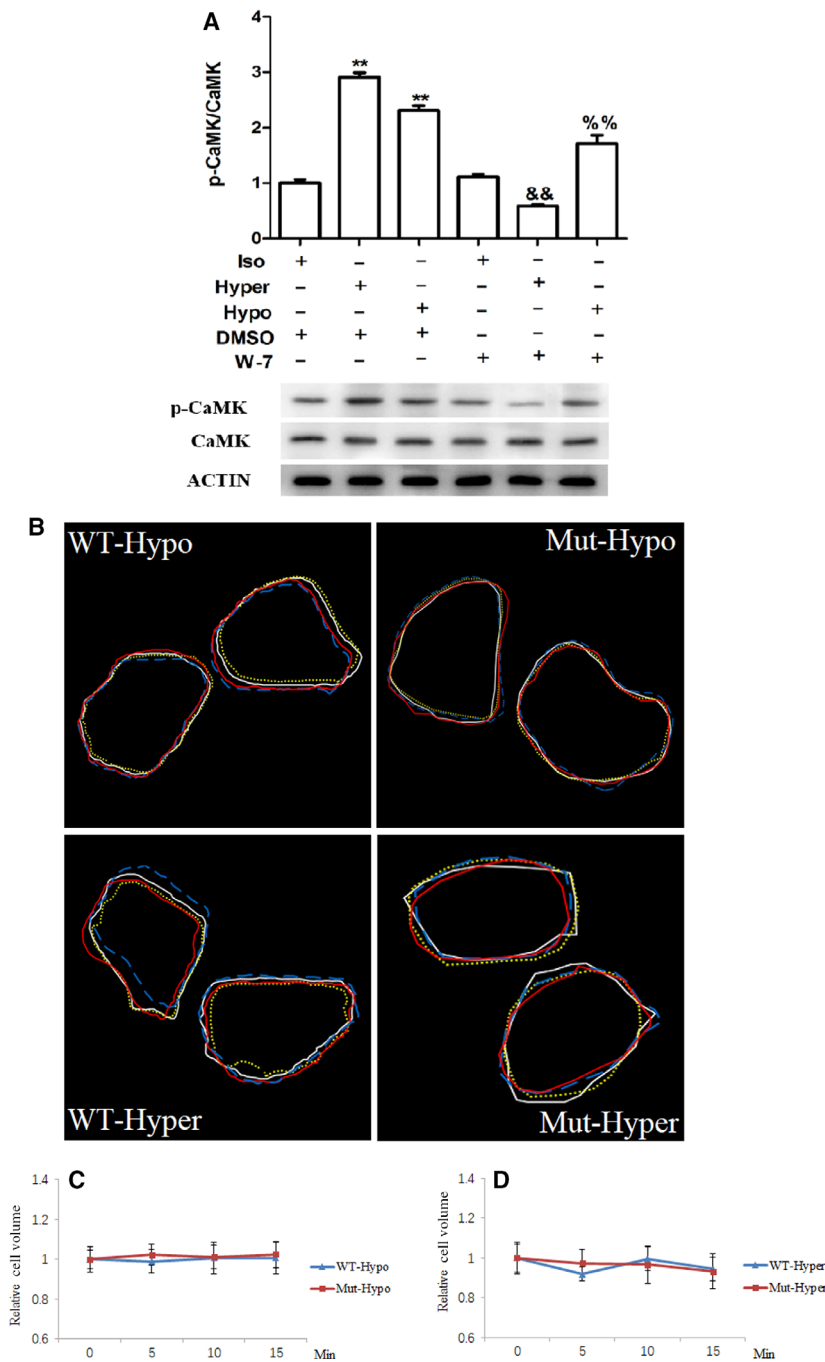 A
4
3
2
1
0
p-CaMK/CaMK
** ** && %%
Iso + – – + – –
Hyper – + – – + –
Hypo – – + – – +
DMSO + + + – – –
W-7 – – – + + +
p-CaMK
CaMK
ACTIN
B
WT-Hypo Mut-Hypo
WT-Hyper Mut-Hyper
C
1.4
1.2
1
0.8
0.6
Relative cell volume
0 5 10 15 Min
WT-Hypo
Mut-Hypo
D
1.4
1.2
1
0.8
0.6
Relative cell volume
0 5 10 15 Min
WT-Hyper
Mut-Hyper